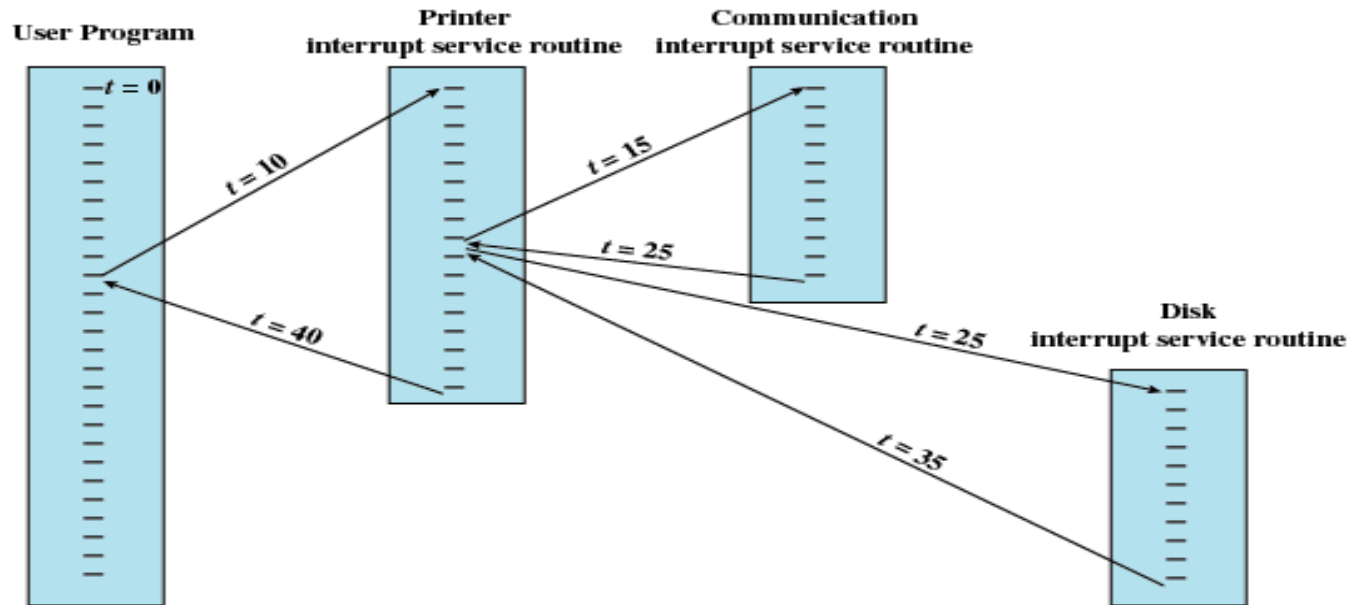 User Program
Printer
interrupt service routine
Communication
interrupt service routine
t = 0
t = 10
t = 15
t = 25
t = 40
t = 25
Disk
interrupt service routine
t = 35